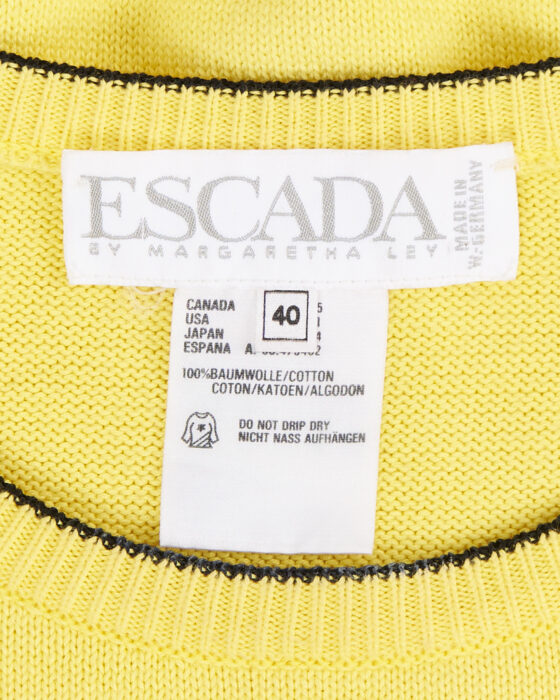 ESCADA
BY MARGARETHA LEY
MADE IN
W. GERMANY
40
CANADA
USA
JAPAN
ESPANA A.
100%BAUMWOLLE/COTTON
COTON/KATOEN/ALGODON
DO NOT DRIP DRY
NICHT NASS AUFHÄNGEN